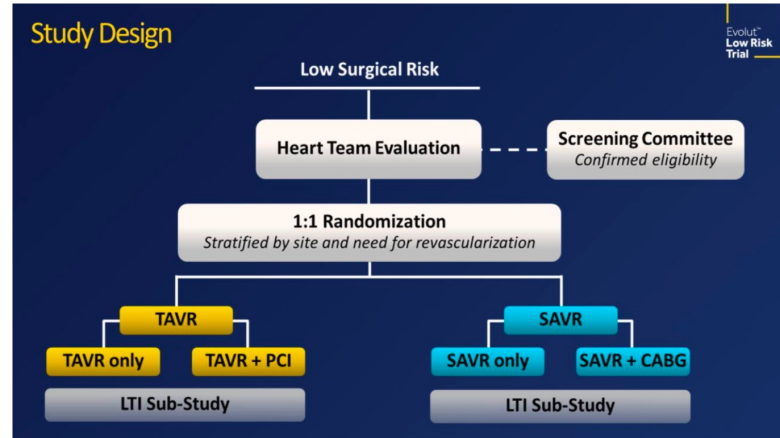 Study Design
Evolut™
Low Risk
Trial
Low Surgical Risk
Heart Team Evaluation
Screening Committee
Confirmed eligibility
1:1 Randomization
Stratified by site and need for revascularization
TAVR
SAVR
TAVR only
TAVR + PCI
SAVR only
SAVR + CABG
LTI Sub-Study
LTI Sub-Study